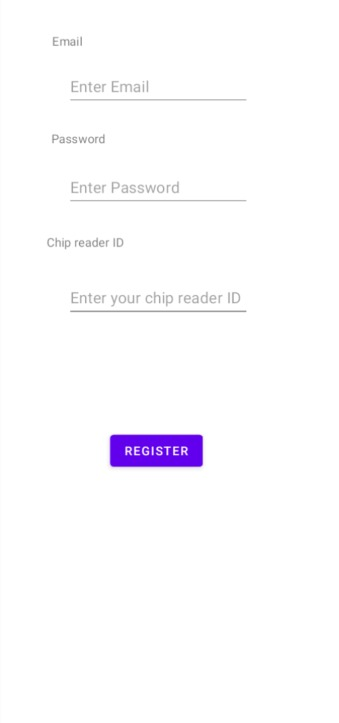 Email
Enter Email
Password
Enter Password
Chip reader ID
Enter your chip reader ID
REGISTER